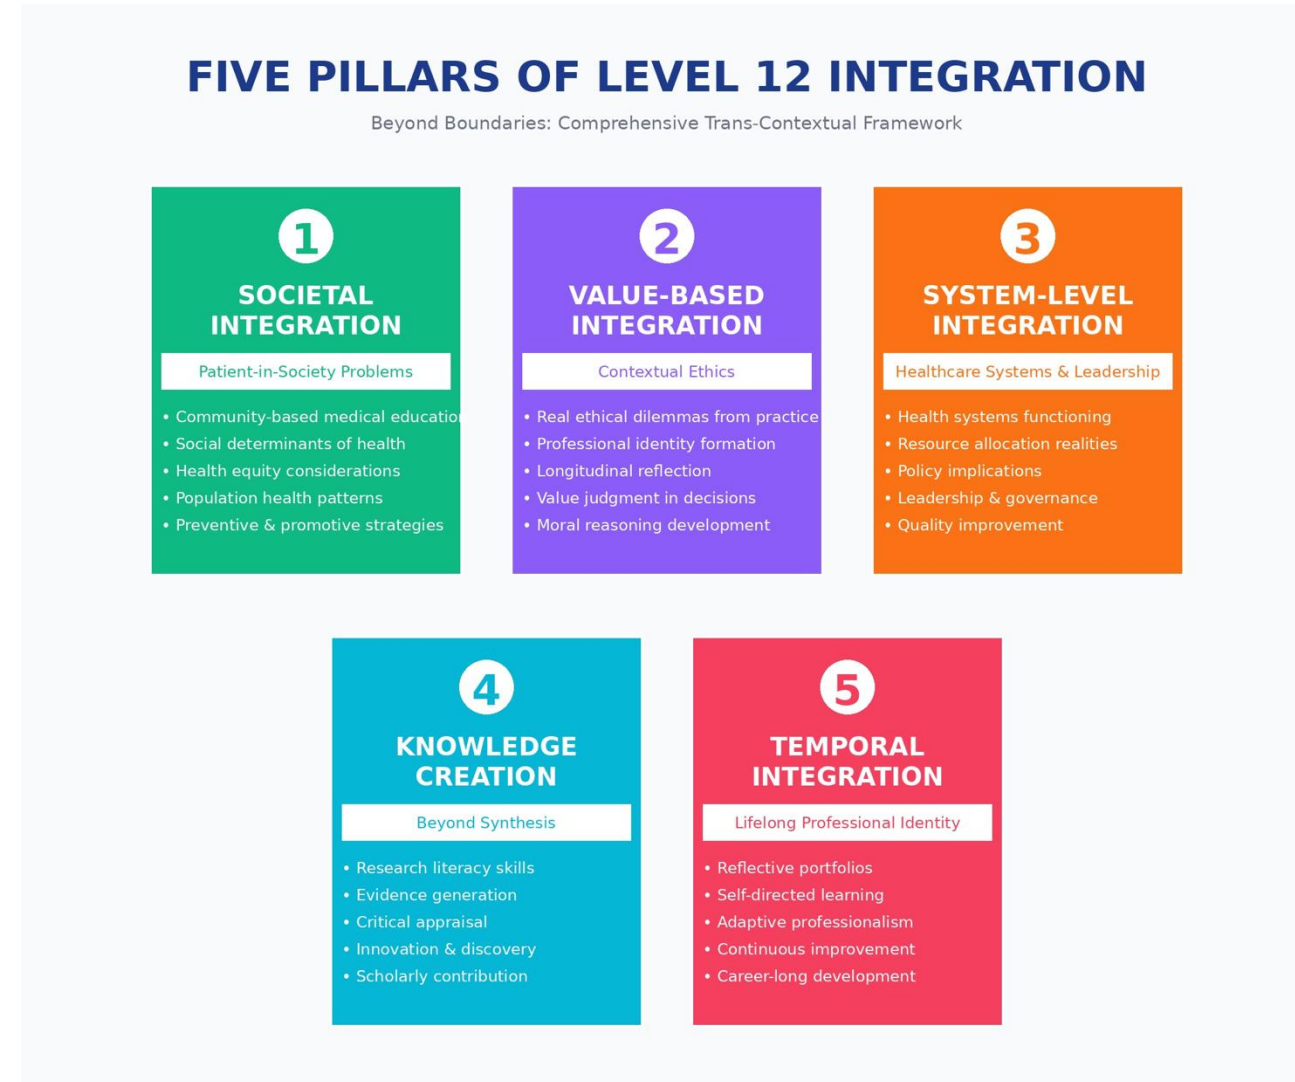 FIVE PILLARS OF LEVEL 12 INTEGRATION
Beyond Boundaries: Comprehensive Trans-Contextual Framework
1
SOCIETAL
INTEGRATION
Patient-in-Society Problems
• Community-based medical education
• Social determinants of health
• Health equity considerations
• Population health patterns
• Preventive & promotive strategies
2
VALUE-BASED
INTEGRATION
Contextual Ethics
• Real ethical dilemmas from practice
• Professional identity formation
• Longitudinal reflection
• Value judgment in decisions
• Moral reasoning development
3
SYSTEM-LEVEL
INTEGRATION
Healthcare Systems & Leadership
• Health systems functioning
• Resource allocation realities
• Policy implications
• Leadership & governance
• Quality improvement
4
KNOWLEDGE
CREATION
Beyond Synthesis
• Research literacy skills
• Evidence generation
• Critical appraisal
• Innovation & discovery
• Scholarly contribution
5
TEMPORAL
INTEGRATION
Lifelong Professional Identity
• Reflective portfolios
• Self-directed learning
• Adaptive professionalism
• Continuous improvement
• Career-long development